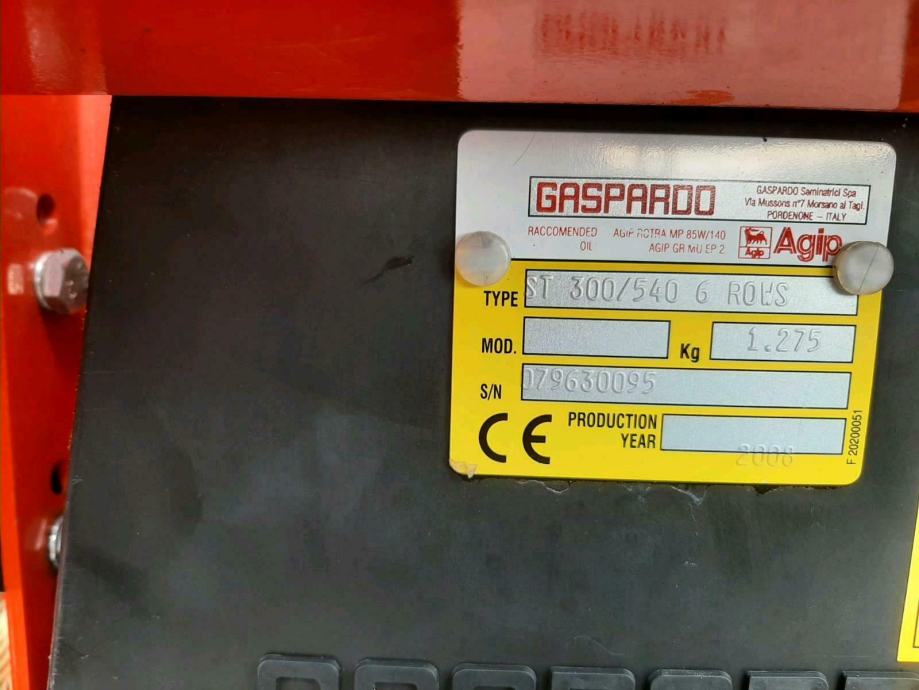 GASPARDO
GASPARDO Seminatrici Spa
Via Mussons n°7 Morsano al Tagl.
PORDENONE - ITALY
RACCOMENDED OIL
AGIP ROTRA MP 85W/140
AGIP GR MU EP 2
Agip
Agip
TYPE ST 300/540 6 ROWS
MOD.
Kg 1.275
S/N 079630095
CE
PRODUCTION YEAR 2008
F 20200051